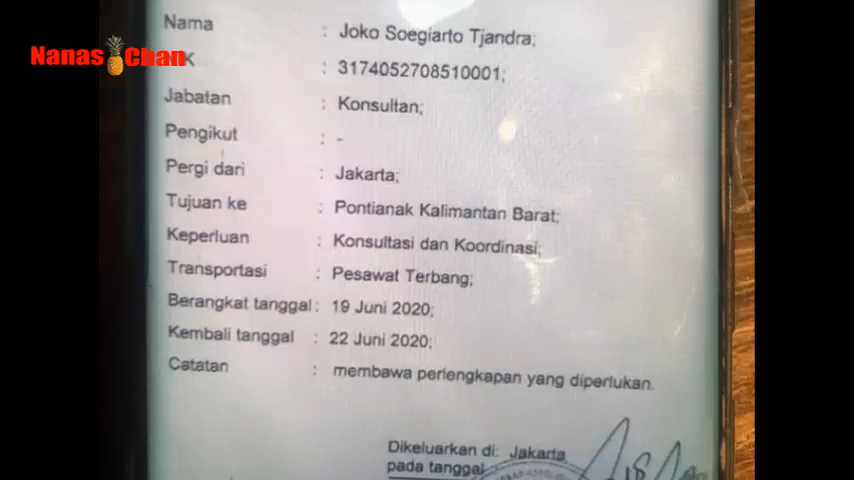 Nanas Chan
Nama : Joko Soegiarto Tjandra;
K : 3174052708510001;
Jabatan : Konsultan;
Pengikut : -
Pergi dari : Jakarta;
Tujuan ke : Pontianak Kalimantan Barat;
Keperluan : Konsultasi dan Koordinasi;
Transportasi : Pesawat Terbang;
Berangkat tanggal : 19 Juni 2020;
Kembali tanggal : 22 Juni 2020;
Catatan : membawa perlengkapan yang diperlukan.
Dikeluarkan di: Jakarta
pada tanggal